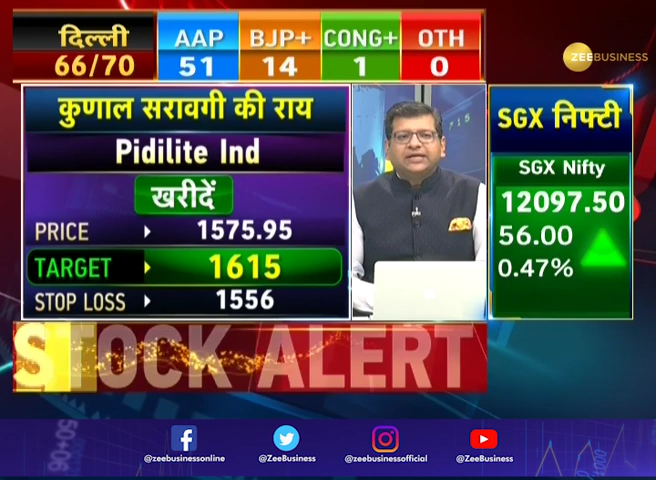 दिल्ली
66/70
AAP
51
BJP+
14
CONG+
1
OTH
0
ZEEBUSINESS
कुणाल सरावगी की राय
Pidilite Ind
खरीदें
PRICE 1575.95
TARGET 1615
STOP LOSS 1556
SGX निफ्टी
SGX Nifty
12097.50
56.00
0.47%
STOCK ALERT
@zeebusinessonline
@ZeeBusiness
@zeebusinessofficial
@ZeeBusiness